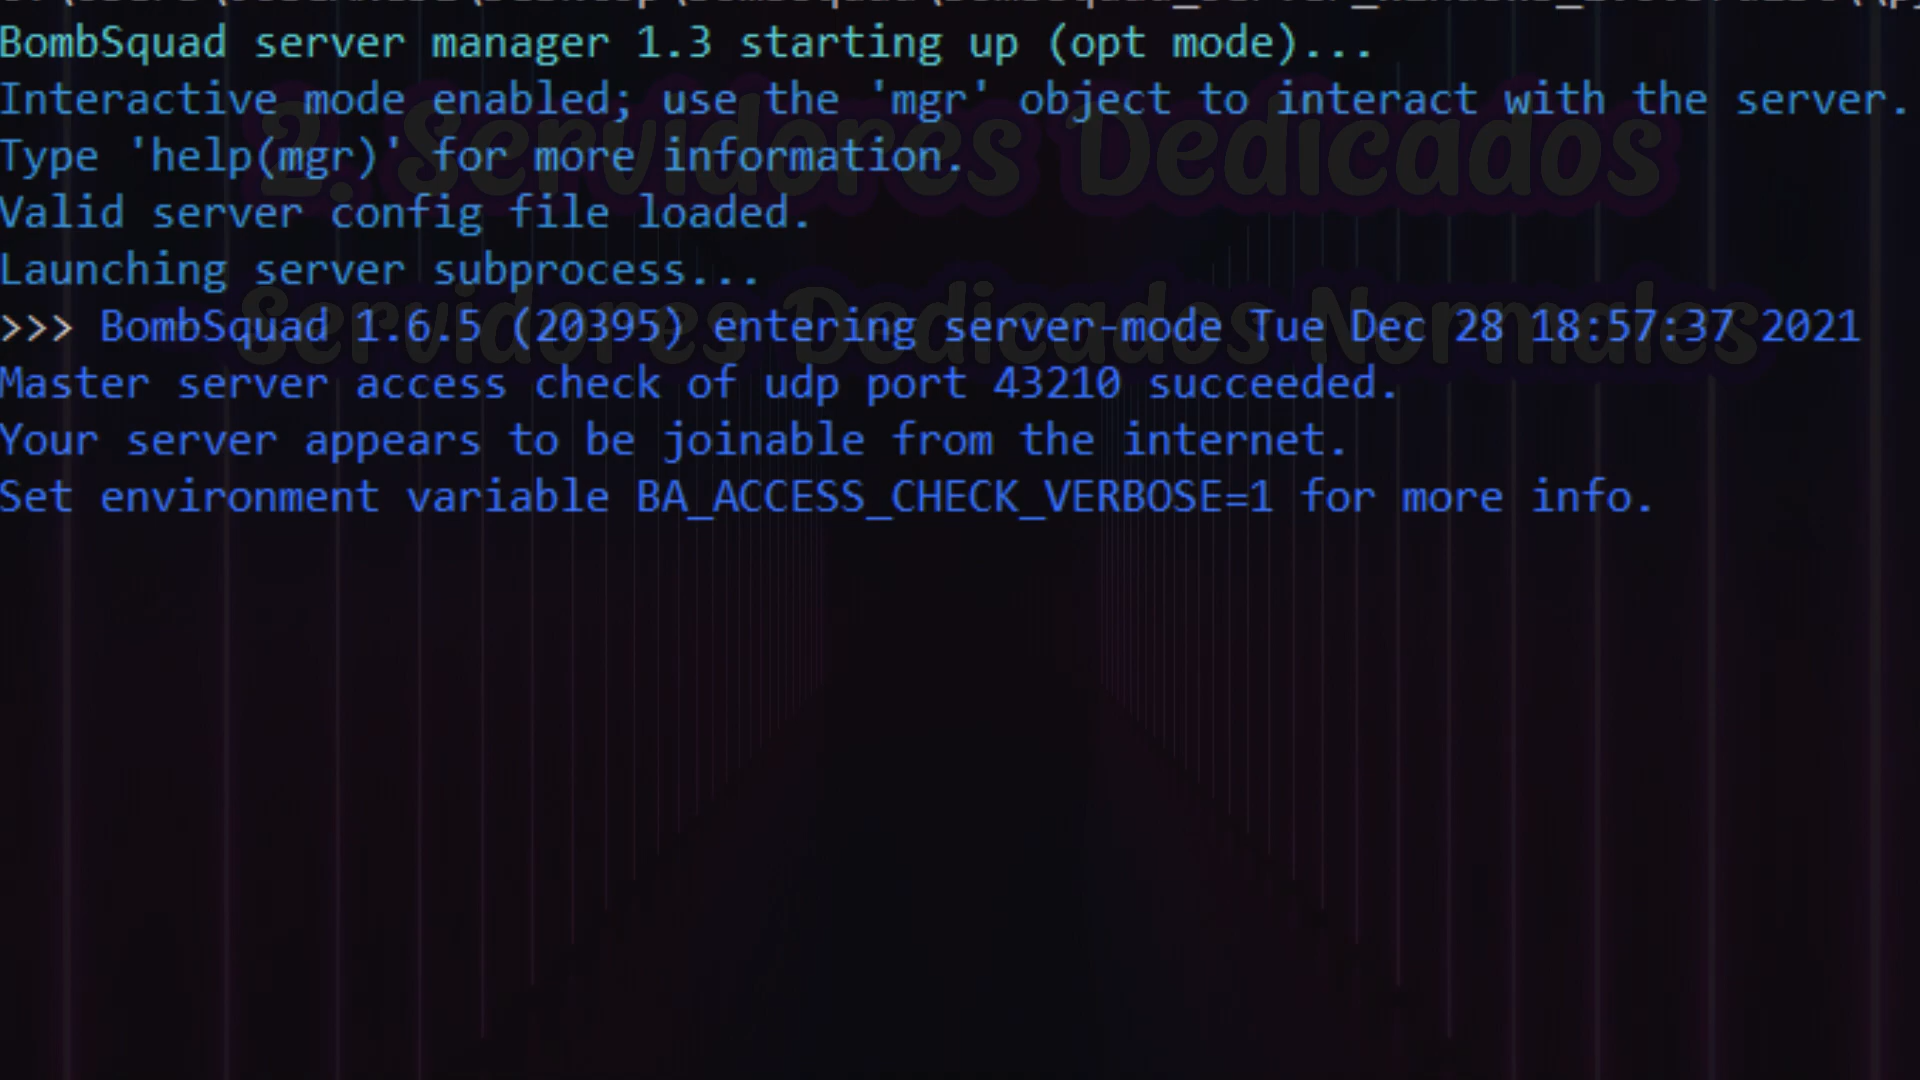 BombSquad server manager 1.3 starting up (opt mode)...
Interactive mode enabled; use the 'mgr' object to interact with the server.
2. Servidores Dedicados
Type 'help(mgr)' for more information.
Valid server config file loaded.
Launching server subprocess...
>>> BombSquad 1.6.5 (20395) entering server-mode Tue Dec 28 18:57:37 2021
Servidores Dedicados Normales
Master server access check of udp port 43210 succeeded.
Your server appears to be joinable from the internet.
Set environment variable BA_ACCESS_CHECK_VERBOSE=1 for more info.